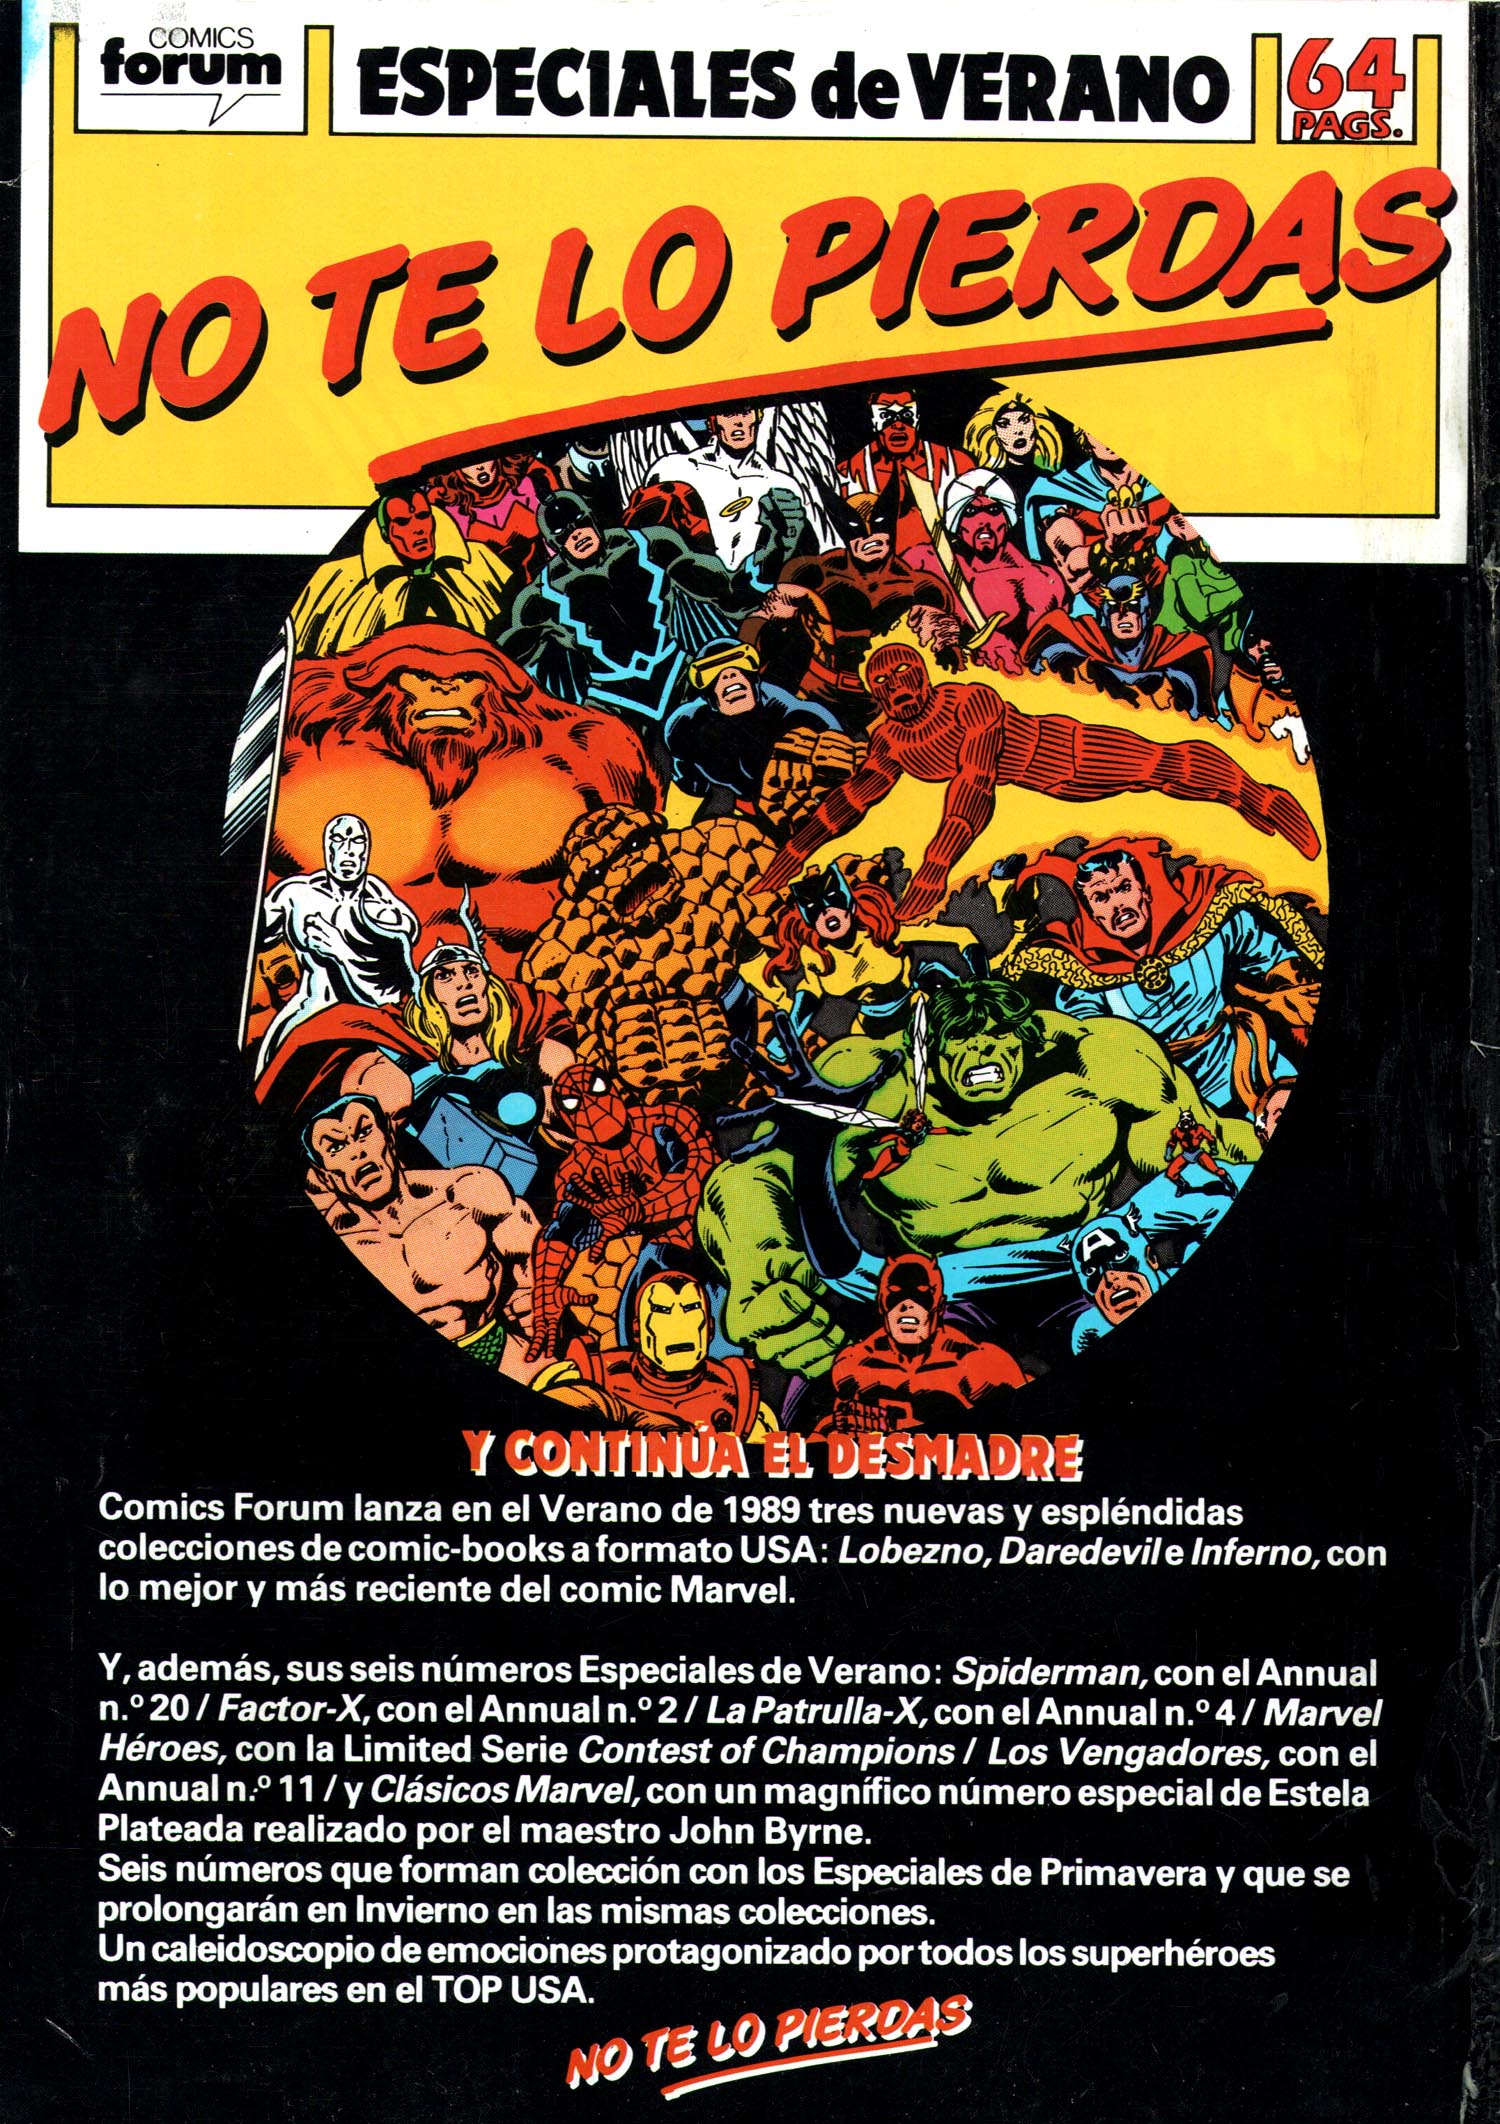 COMICS
forum
ESPECIALES de VERANO
64
PAGS.
NO TE LO PIERDAS
Y CONTINÚA EL DESMADRE
Comics Forum lanza en el Verano de 1989 tres nuevas y espléndidas
colecciones de comic-books a formato USA: Lobezno, Daredevil e Inferno, con
lo mejor y más reciente del comic Marvel.
Y, además, sus seis números Especiales de Verano: Spiderman, con el Annual
n.º 20 / Factor-X, con el Annual n.º 2 / La Patrulla-X, con el Annual n.º 4 / Marvel
Héroes, con la Limited Serie Contest of Champions / Los Vengadores, con el
Annual n.º 11 / y Clásicos Marvel, con un magnífico número especial de Estela
Plateada realizado por el maestro John Byrne.
Seis números que forman colección con los Especiales de Primavera y que se
prolongarán en Invierno en las mismas colecciones.
Un caleidoscopio de emociones protagonizado por todos los superhéroes
más populares en el TOP USA.
NO TE LO PIERDAS